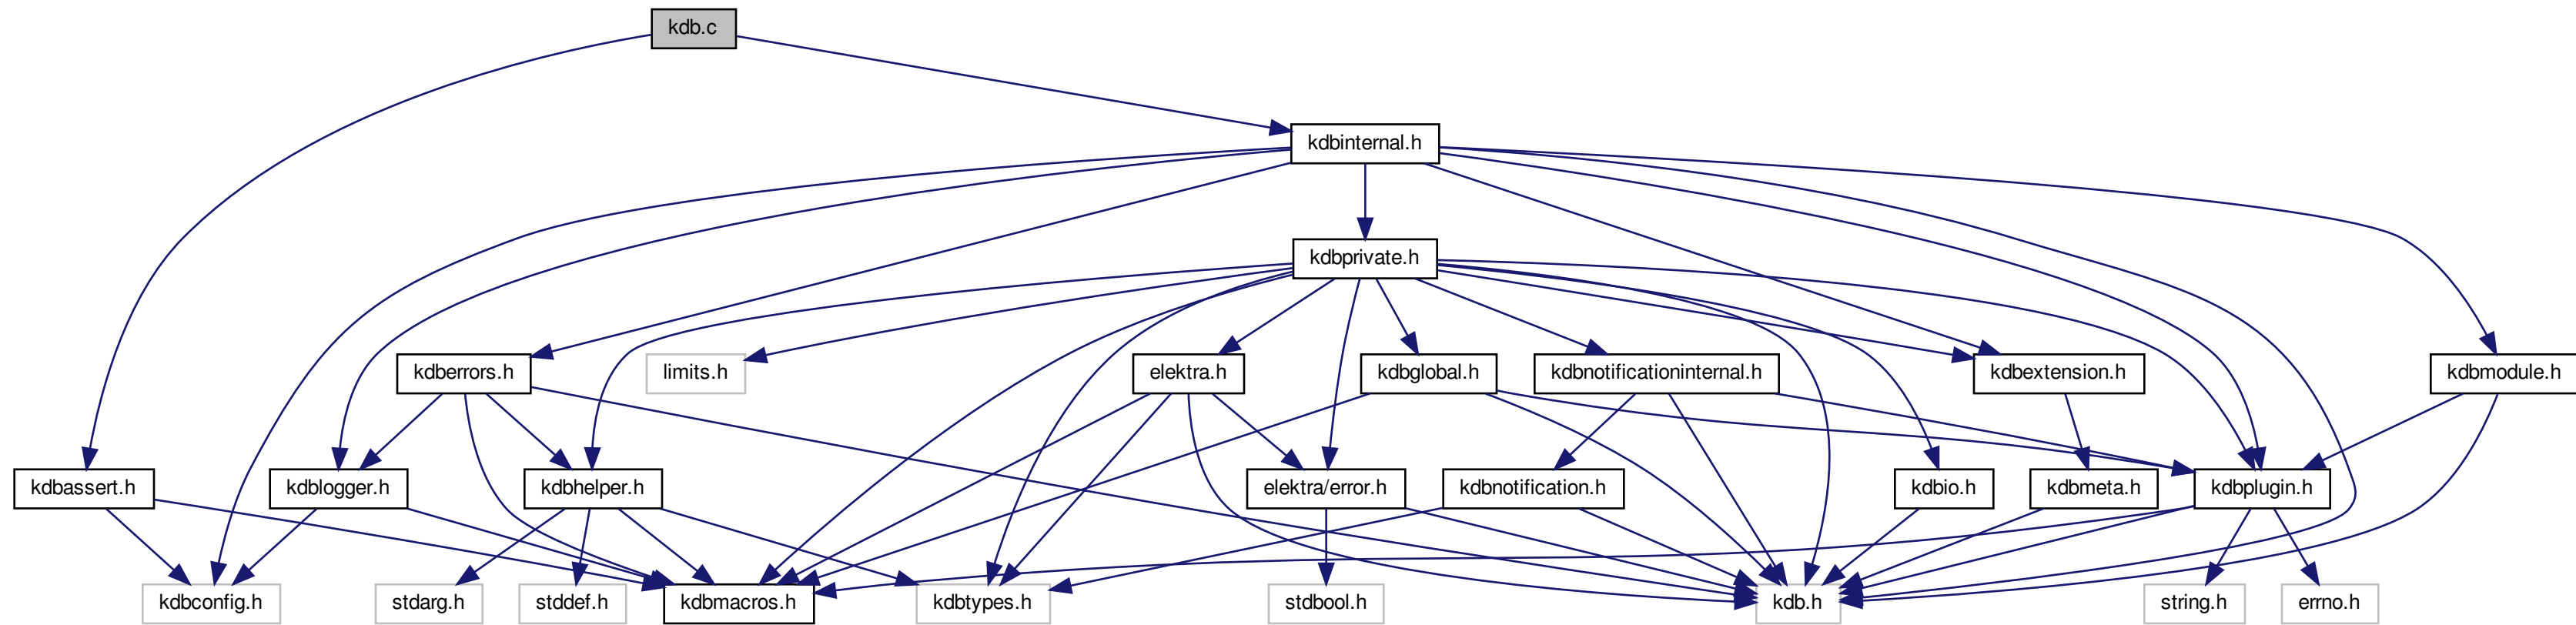 kdb.c
kdbinternal.h
kdbprivate.h
kdberrors.h
limits.h
elektra.h
kdbglobal.h
kdbnotificationinternal.h
kdbextension.h
kdbmodule.h
kdbassert.h
kdblogger.h
kdbhelper.h
elektra/error.h
kdbnotification.h
kdbio.h
kdbmeta.h
kdbplugin.h
kdbconfig.h
stdarg.h
stddef.h
kdbmacros.h
kdbtypes.h
stdbool.h
kdb.h
string.h
errno.h